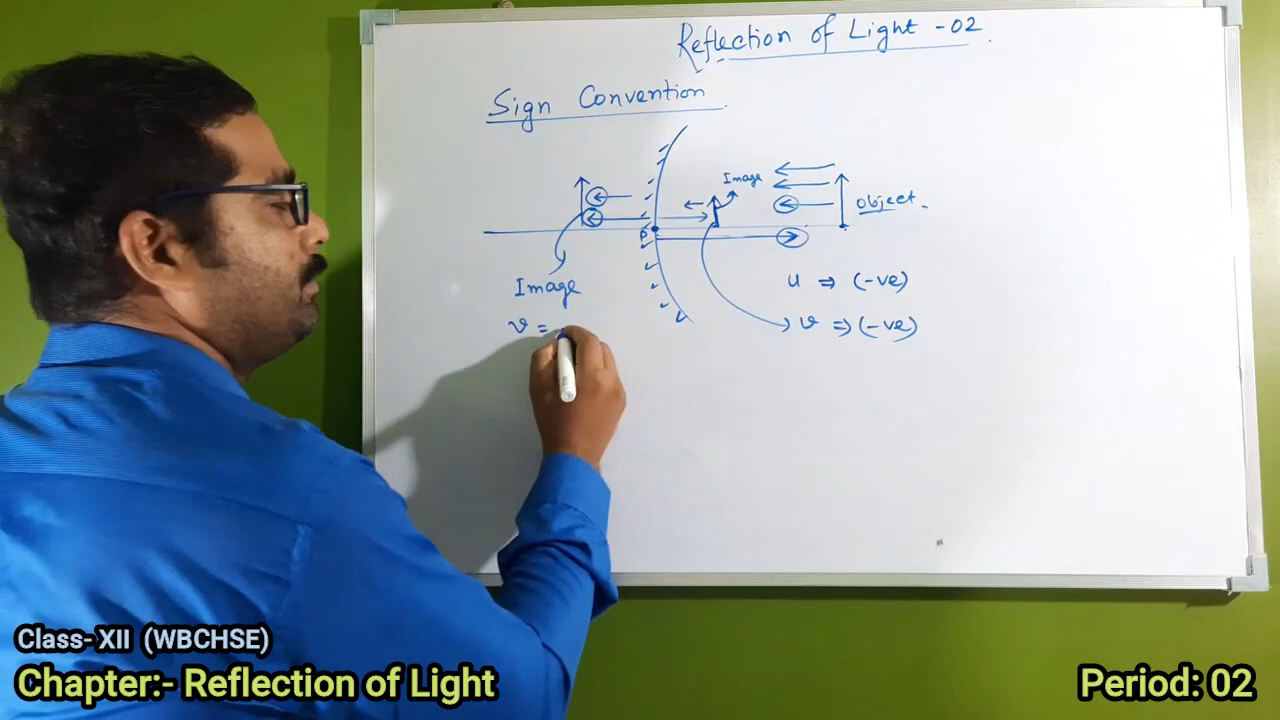 Reflection of Light - 02
Sign Convention
Image
Object
P
Image
u ⇒ (-ve)
v =
v ⇒ (-ve)
Class- XII (WBCHSE)
Chapter:- Reflection of Light
Period: 02